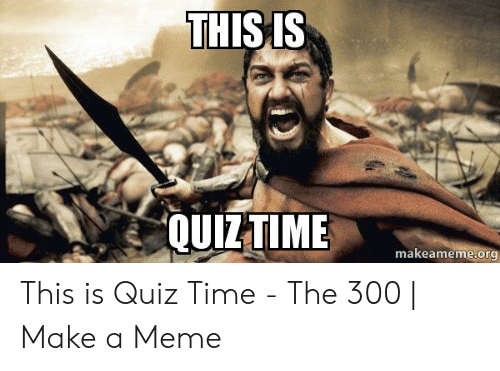 THIS IS
QUIZ TIME
makeameme.org
This is Quiz Time - The 300 |
Make a Meme